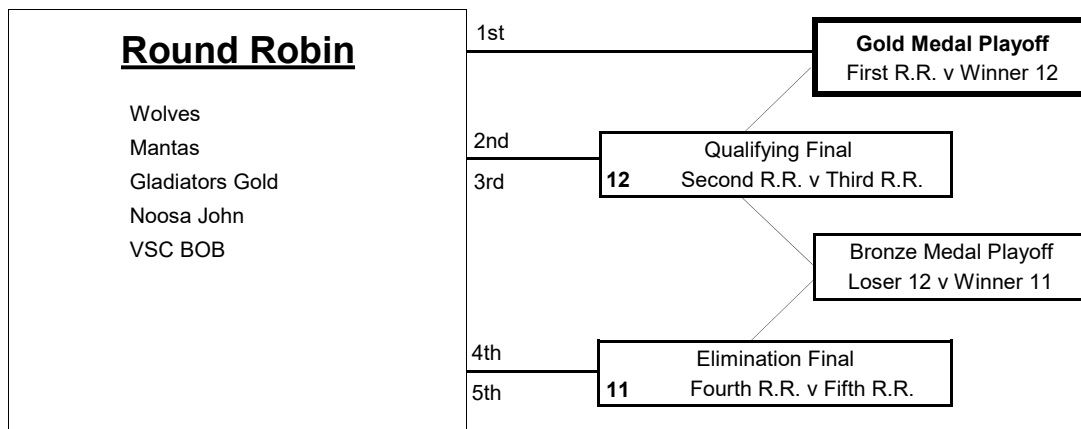 Round Robin
Wolves
Mantas
Gladiators Gold
Noosa John
VSC BOB
1st
Gold Medal Playoff
First R.R. v Winner 12
2nd
3rd
Qualifying Final
12 Second R.R. v Third R.R.
Bronze Medal Playoff
Loser 12 v Winner 11
4th
5th
Elimination Final
11 Fourth R.R. v Fifth R.R.